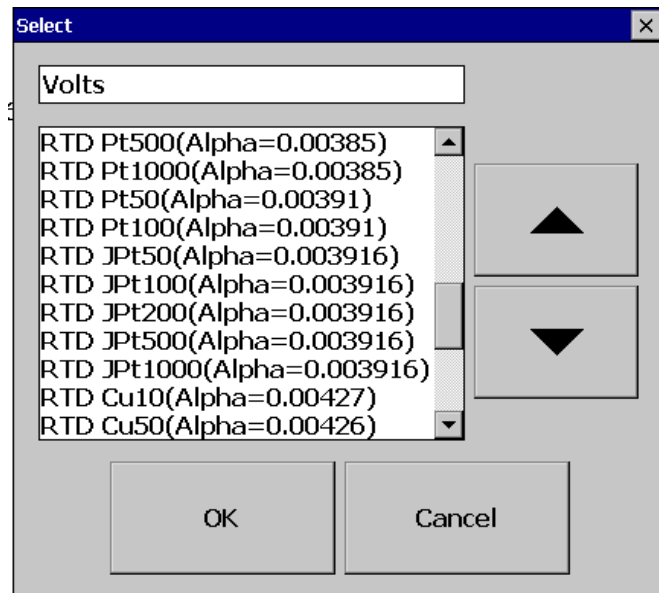 Select
Volts
RTD Pt500(Alpha=0.00385)
RTD Pt1000(Alpha=0.00385)
RTD Pt50(Alpha=0.00391)
RTD Pt100(Alpha=0.00391)
RTD JPt50(Alpha=0.003916)
RTD JPt100(Alpha=0.003916)
RTD JPt200(Alpha=0.003916)
RTD JPt500(Alpha=0.003916)
RTD JPt1000(Alpha=0.003916)
RTD Cu10(Alpha=0.00427)
RTD Cu50(Alpha=0.00426)
OK
Cancel